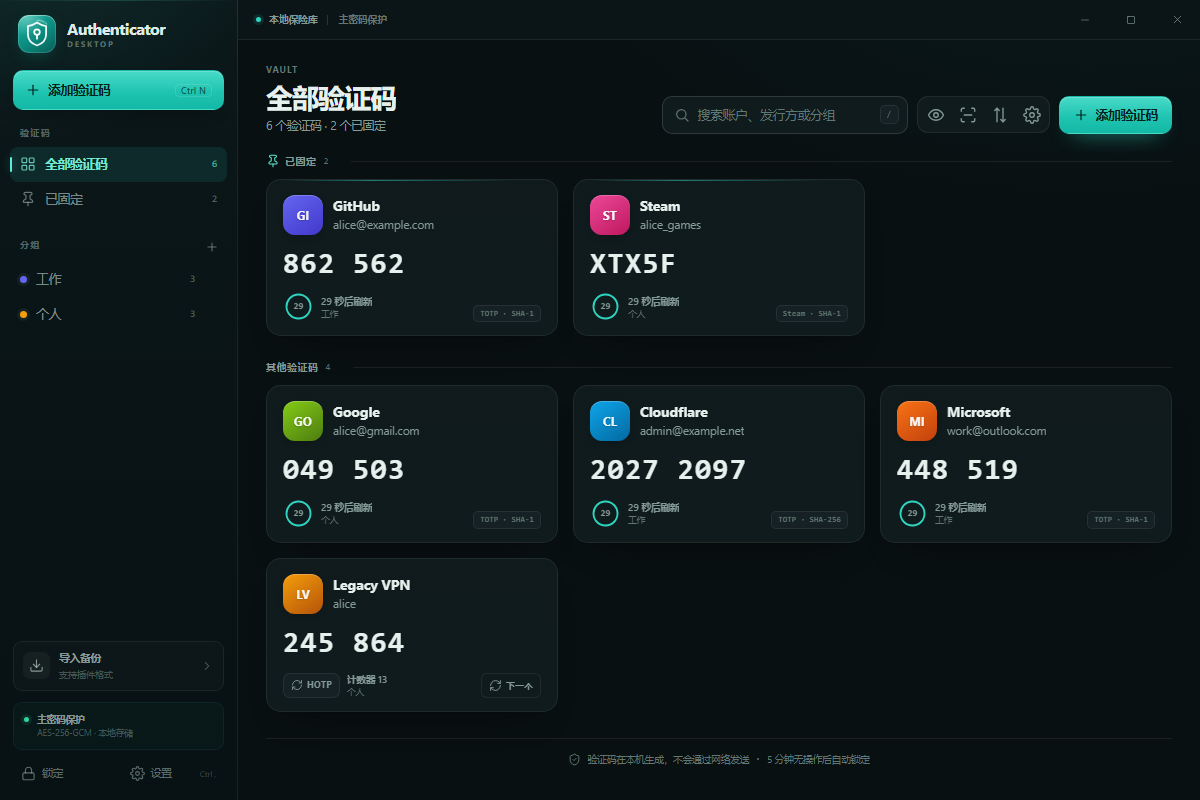 Authenticator
DESKTOP
添加验证码 Ctrl N
验证码
全部验证码 6
已固定 2
分组
工作 3
个人 3
导入备份
支持插件格式
主密码保护
AES-256-GCM · 本地存储
锁定 设置 Ctrl ,
本地保险库 主密码保护
VAULT
全部验证码
6 个验证码 · 2 个已固定
搜索账户、发行方或分组 /
添加验证码
已固定 2
GI
GitHub
alice@example.com
862 562
29
29 秒后刷新
工作
TOTP · SHA-1
ST
Steam
alice_games
XTX5F
29
29 秒后刷新
个人
Steam · SHA-1
其他验证码 4
GO
Google
alice@gmail.com
049 503
29
29 秒后刷新
个人
TOTP · SHA-1
CL
Cloudflare
admin@example.net
2027 2097
29
29 秒后刷新
工作
TOTP · SHA-256
MI
Microsoft
work@outlook.com
448 519
29
29 秒后刷新
工作
TOTP · SHA-1
LV
Legacy VPN
alice
245 864
HOTP
计数器 13
个人
下一个
验证码在本机生成，不会通过网络发送 · 5 分钟无操作后自动锁定